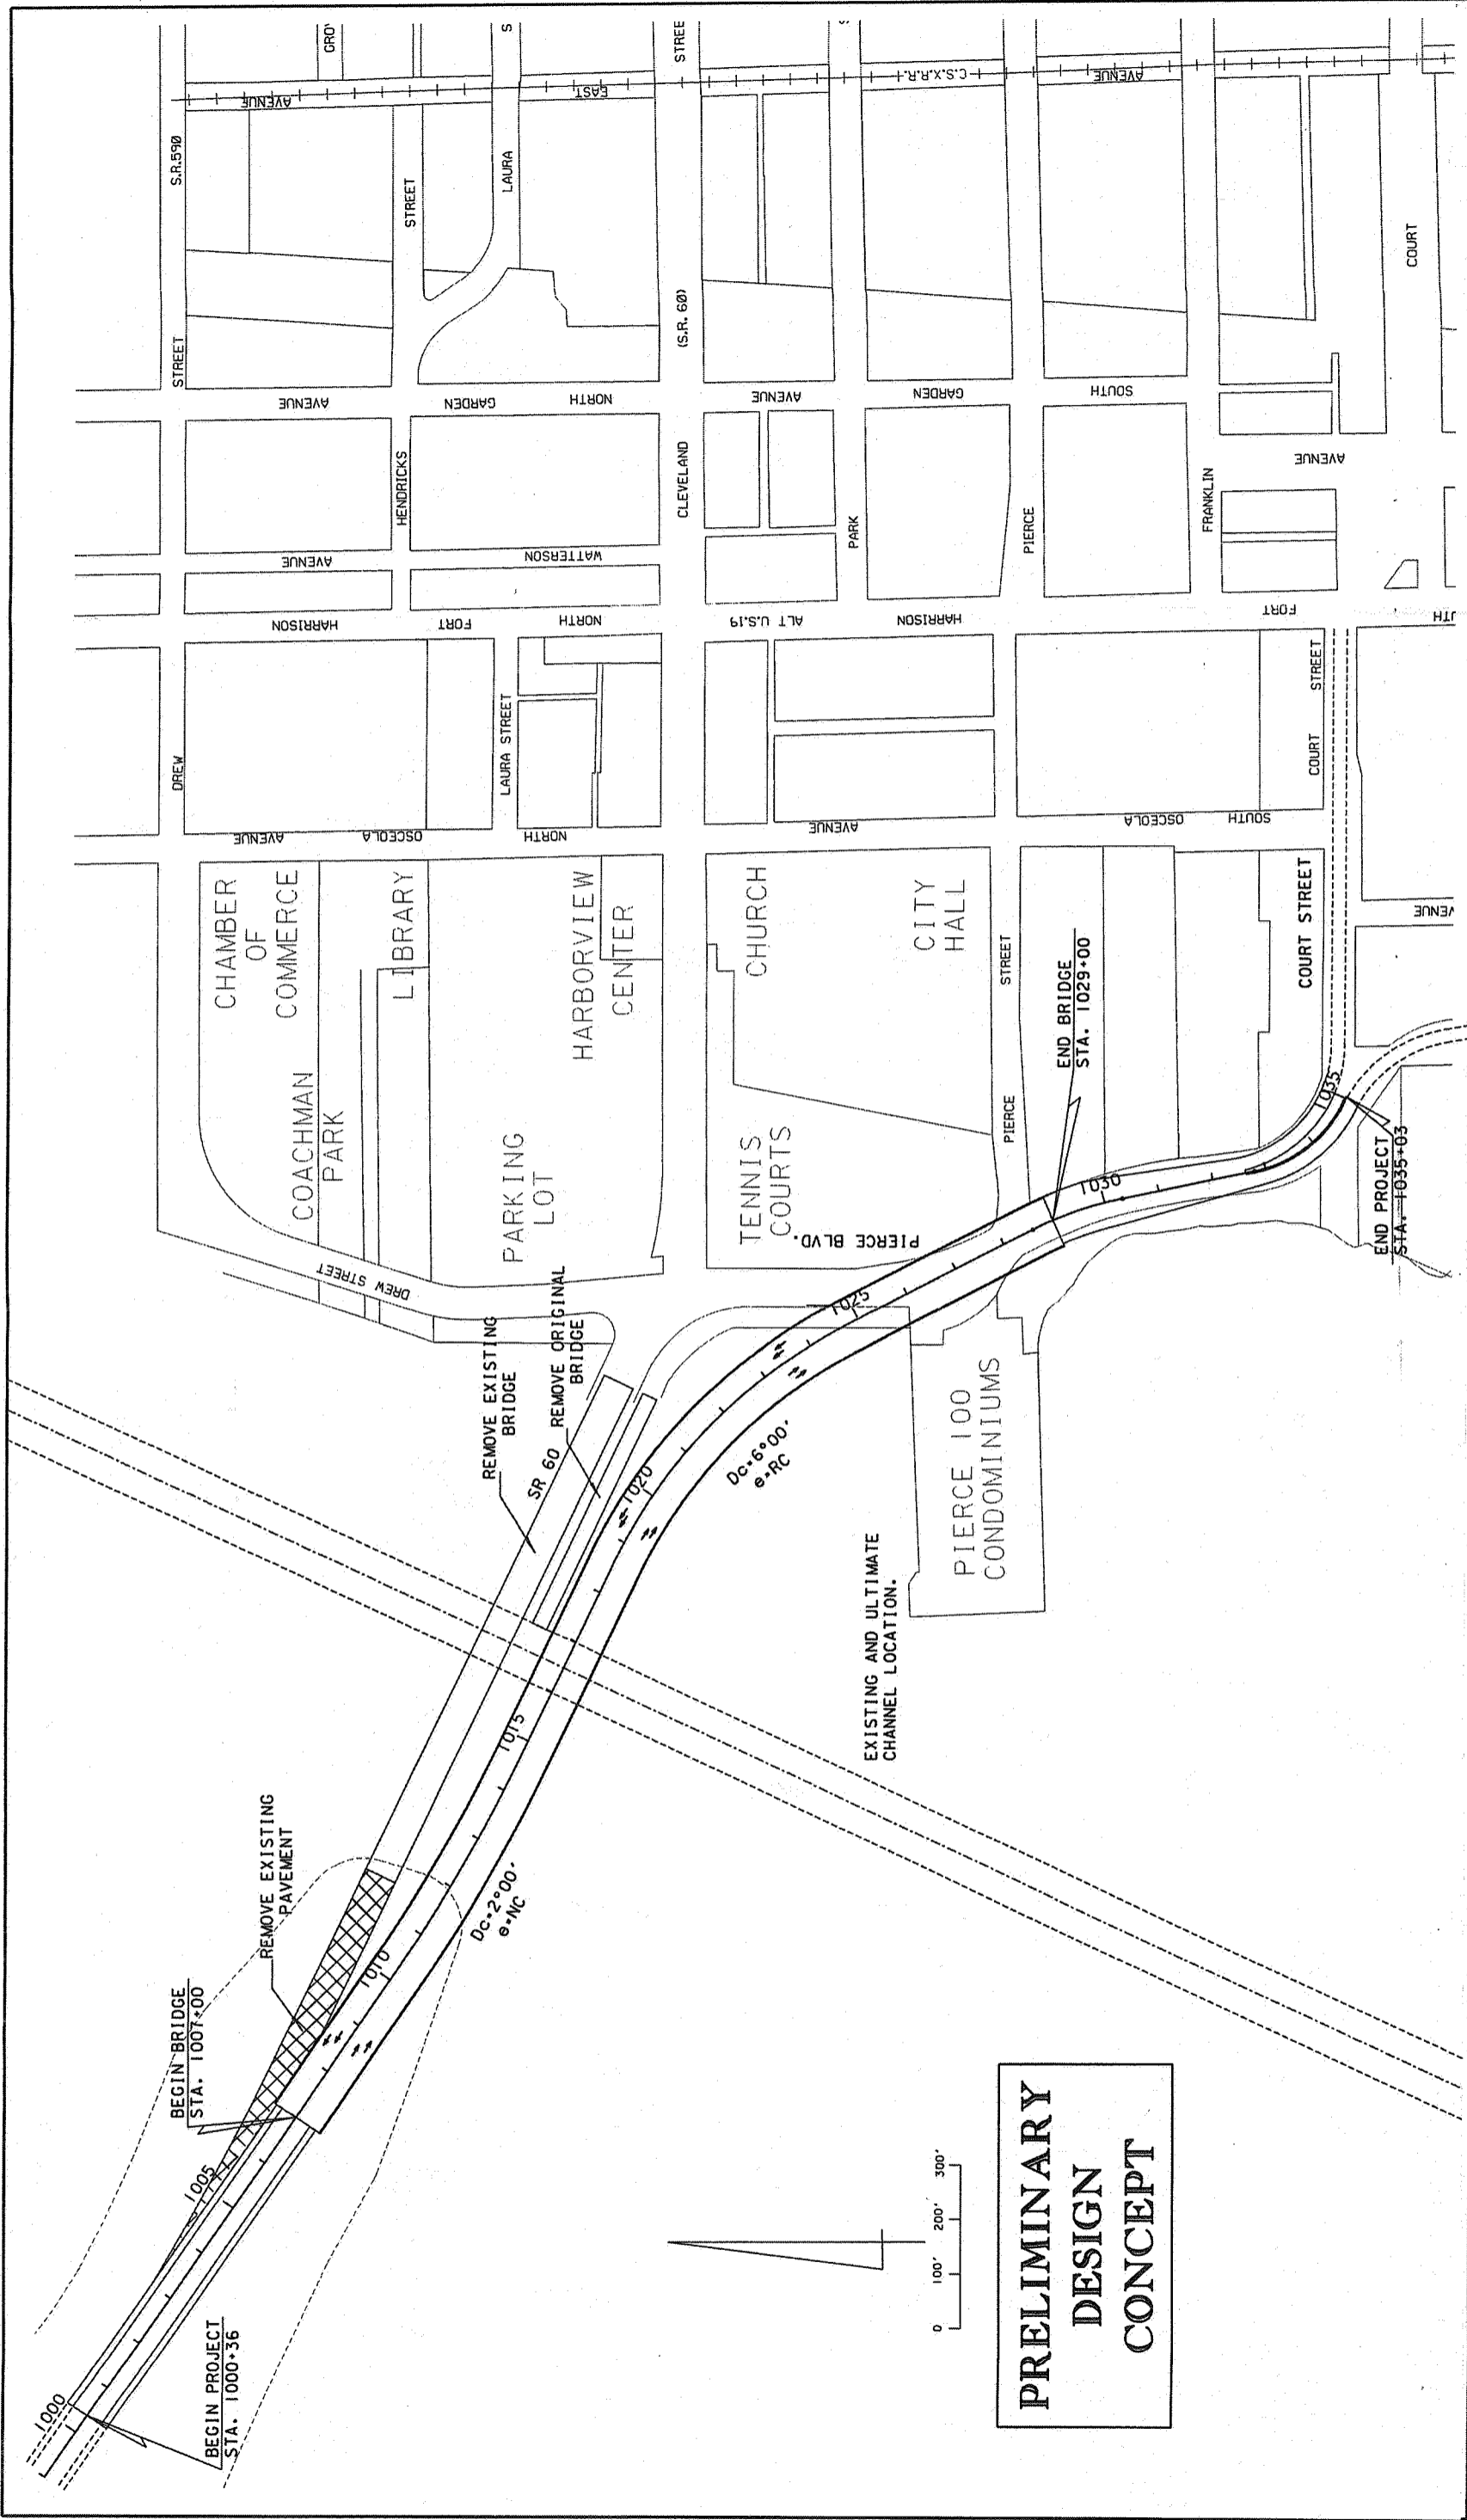 1000
BEGIN PROJECT
STA. 1000+36
1005
BEGIN BRIDGE
STA. 1007+00
REMOVE EXISTING
PAVEMENT
1010
Dc=2°00'
e=NC
1015
REMOVE EXISTING
BRIDGE
SR 60
REMOVE ORIGINAL
BRIDGE
1020
Dc=6°00'
e=RC
EXISTING AND ULTIMATE
CHANNEL LOCATION.
1025
PIERCE 100
CONDOMINIUMS
PIERCE BLVD.
DREW STREET
COACHMAN
PARK
PARKING
LOT
TENNIS
COURTS
CHAMBER
OF
COMMERCE
LIBRARY
HARBORVIEW
CENTER
CHURCH
CITY
HALL
PIERCE
STREET
END BRIDGE
STA. 1029+00
1030
1035
END PROJECT
STA. 1035+03
COURT STREET
AVENUE
OSCEOLA
NORTH
AVENUE
OSCEOLA
SOUTH
DREW
LAURA STREET
COURT
STREET
HARRISON
FORT
NORTH
ALT U.S.19
HARRISON
FORT
AVENUE
WATTERSON
HENDRICKS
CLEVELAND
PARK
PIERCE
FRANKLIN
AVENUE
AVENUE
GARDEN
NORTH
AVENUE
GARDEN
SOUTH
STREET
S.R.590
STREET
LAURA
S
(S.R. 60)
STREE
COURT
AVENUE
EAST
C.S.X.R.R.
AVENUE
0
100'
200'
300'
PRELIMINARY
DESIGN
CONCEPT